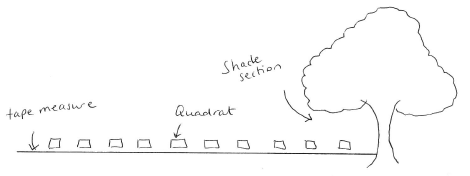 Shade
section
tape measure
Quadrat